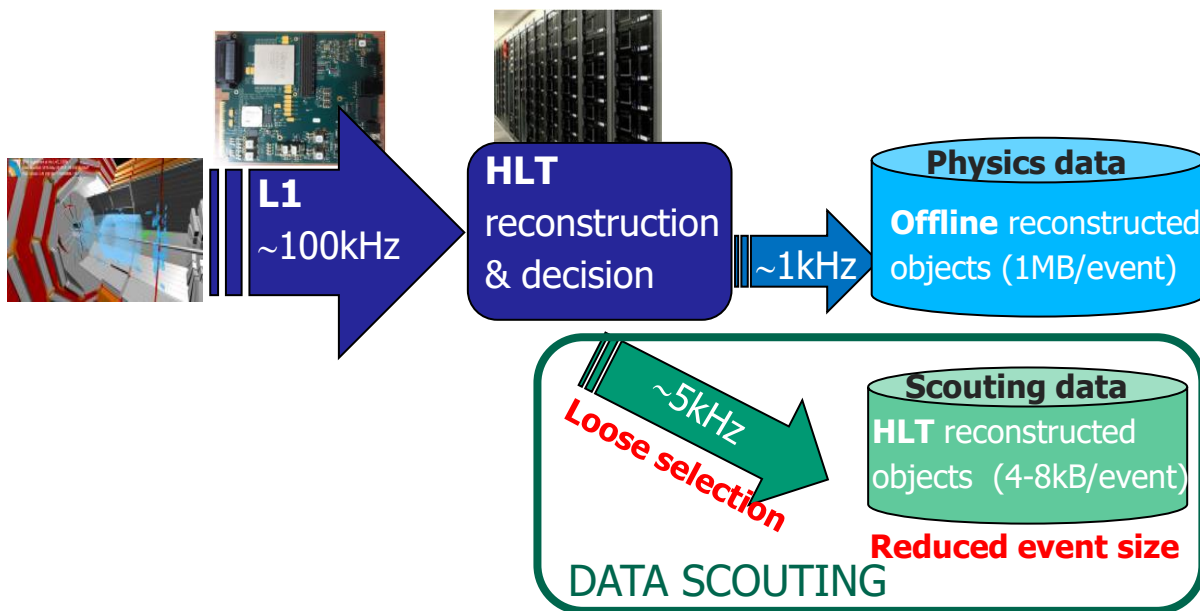 L1
~100kHz
HLT
reconstruction
& decision
~1kHz
Physics data
Offline reconstructed
objects (1MB/event)
~5kHz
Loose selection
Scouting data
HLT reconstructed
objects (4-8kB/event)
Reduced event size
DATA SCOUTING